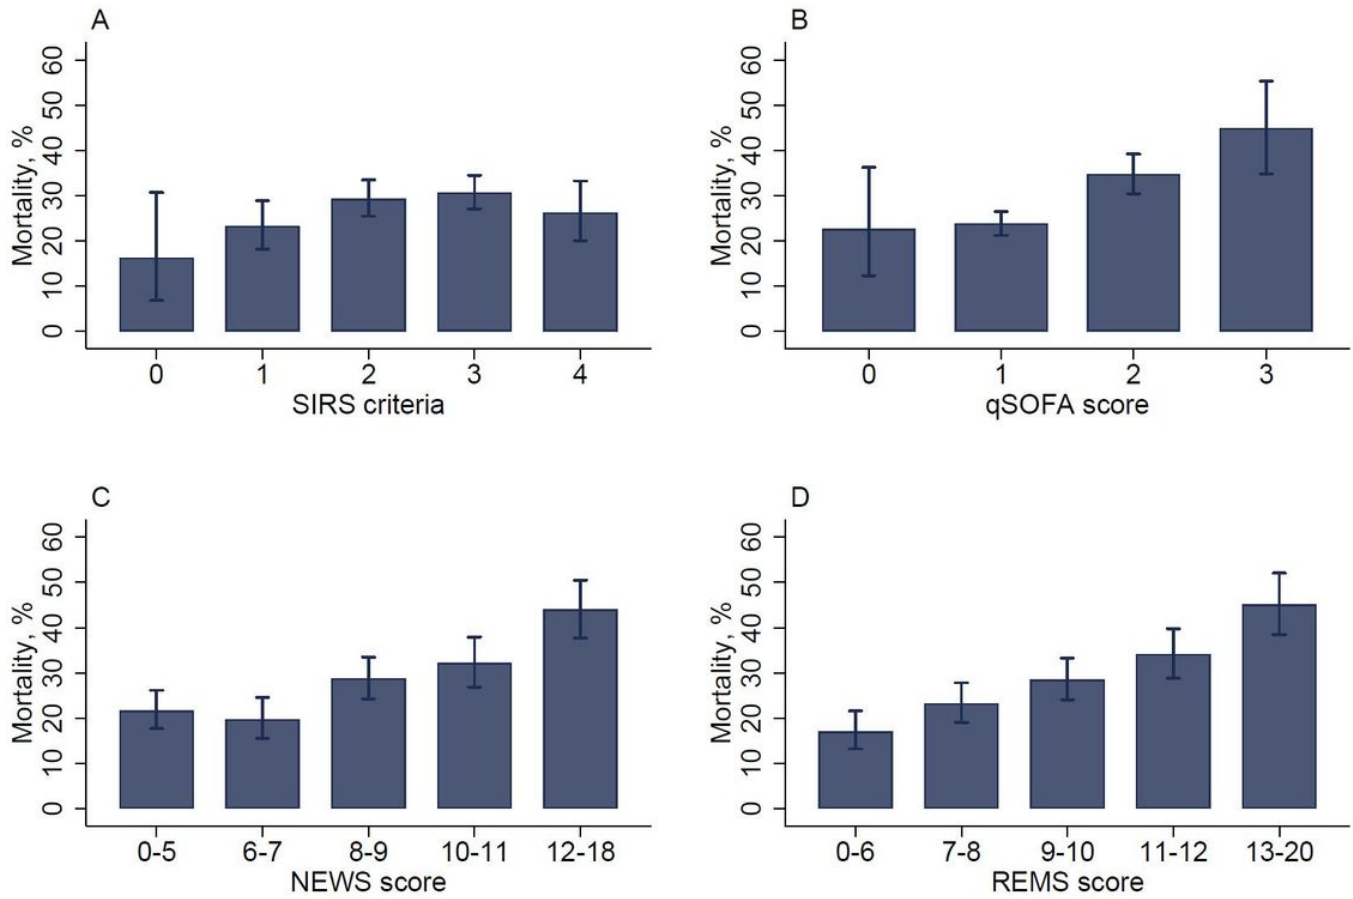 A
Mortality, %
60
50
40
30
20
10
0
0 1 2 3 4
SIRS criteria
B
Mortality, %
60
50
40
30
20
10
0
0 1 2 3
qSOFA score
C
Mortality, %
60
50
40
30
20
10
0
0-5 6-7 8-9 10-11 12-18
NEWS score
D
Mortality, %
60
50
40
30
20
10
0
0-6 7-8 9-10 11-12 13-20
REMS score